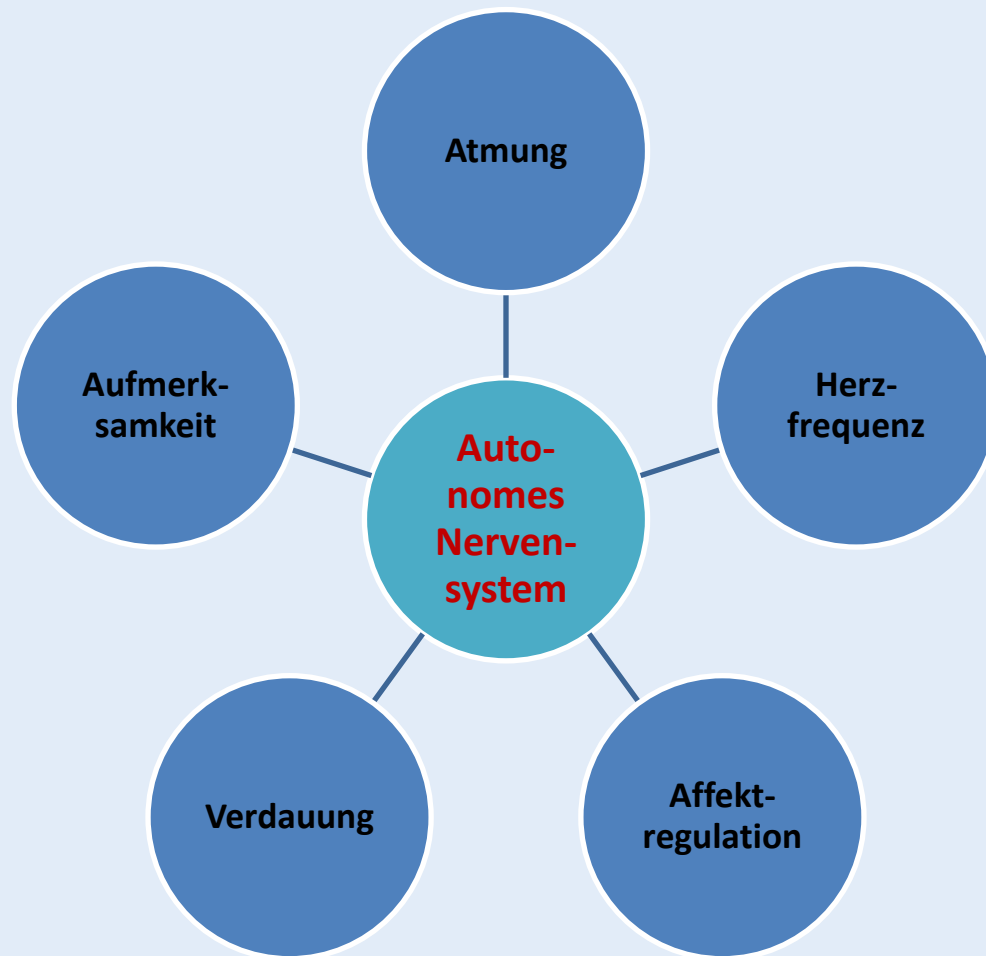 Atmung
Aufmerk-
samkeit
Herz-
frequenz
Auto-
nomes
Nerven-
system
Verdauung
Affekt-
regulation